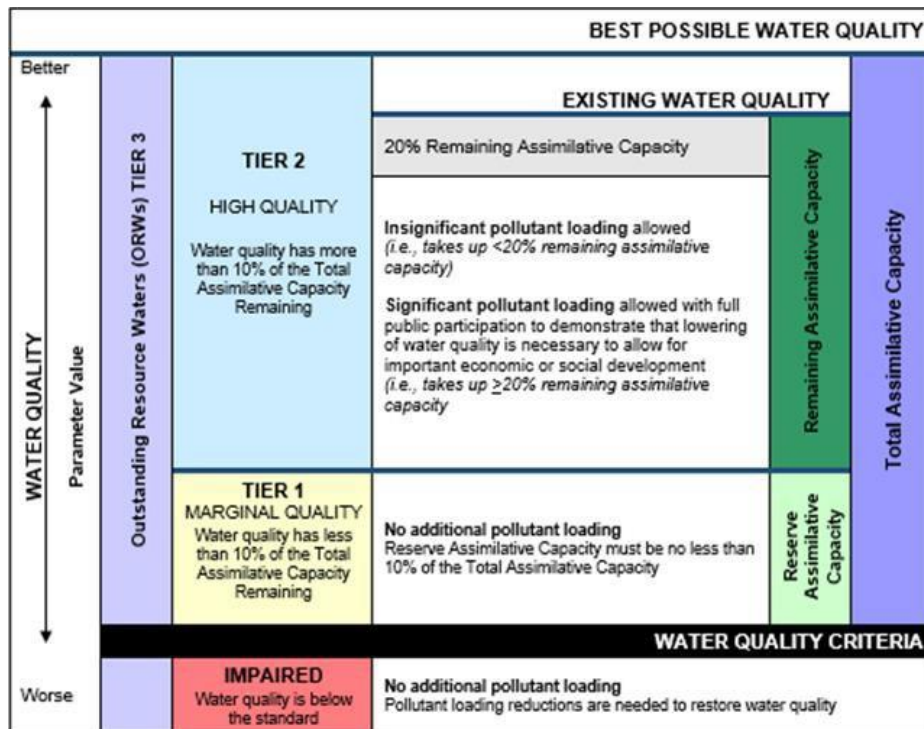 BEST POSSIBLE WATER QUALITY
Better
WATER QUALITY
Parameter Value
Worse
Outstanding Resource Waters (ORWs) TIER 3
TIER 2
HIGH QUALITY
Water quality has more
than 10% of the Total
Assimilative Capacity
Remaining
EXISTING WATER QUALITY
20% Remaining Assimilative Capacity
Insignificant pollutant loading allowed
(i.e., takes up <20% remaining assimilative
capacity)
Significant pollutant loading allowed with full
public participation to demonstrate that lowering
of water quality is necessary to allow for
important economic or social development
(i.e., takes up >20% remaining assimilative
capacity
Remaining Assimilative Capacity
Total Assimilative Capacity
TIER 1
MARGINAL QUALITY
Water quality has less
than 10% of the Total
Assimilative Capacity
Remaining
No additional pollutant loading
Reserve Assimilative Capacity must be no less than
10% of the Total Assimilative Capacity
Reserve
Assimilative
Capacity
WATER QUALITY CRITERIA
IMPAIRED
Water quality is below
the standard
No additional pollutant loading
Pollutant loading reductions are needed to restore water quality